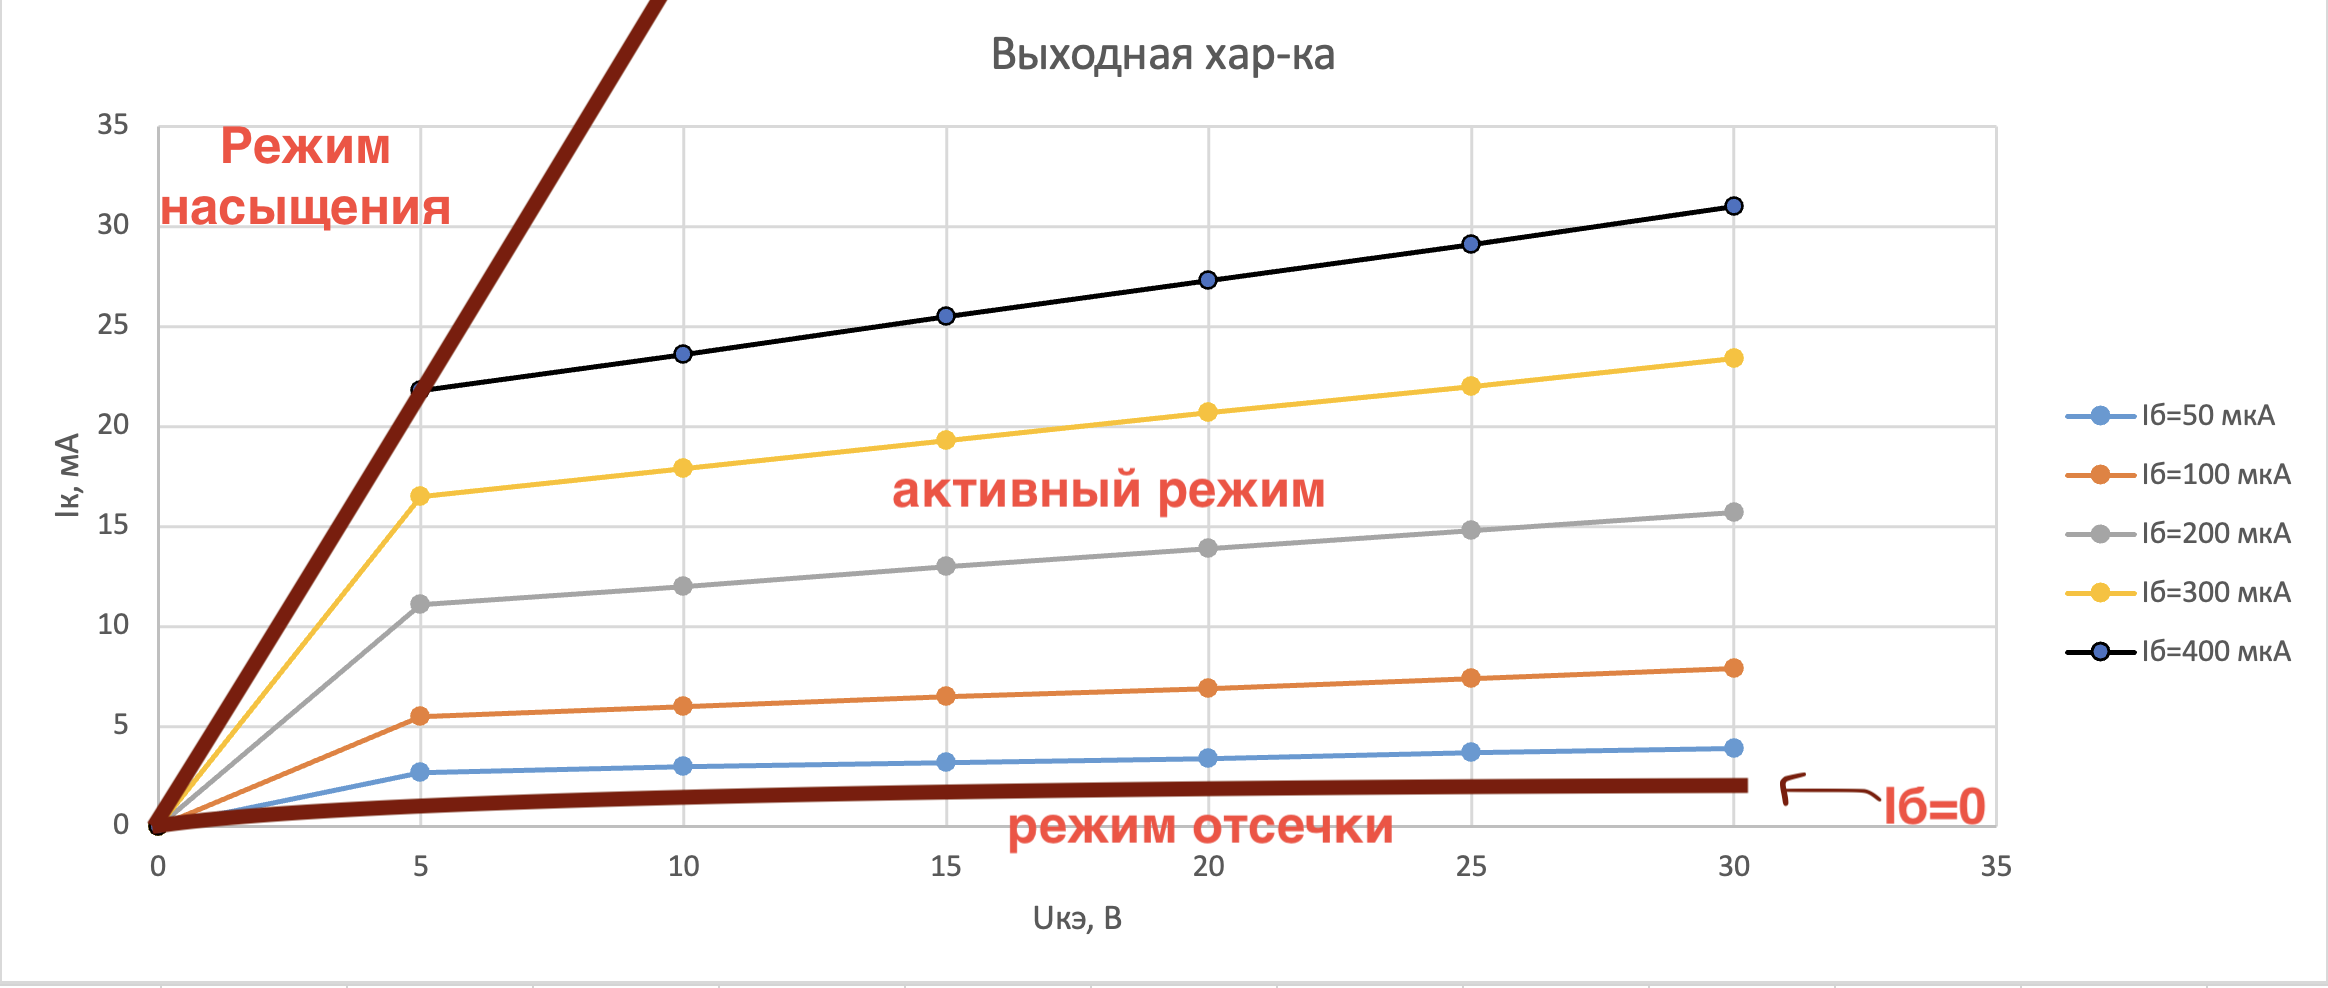 Выходная хар-ка
35
Режим
насыщения
30
25
20
15
10
5
0
Iк, мА
активный режим
режим отсечки
Iб=0
0 5 10 15 20 25 30 35
Uкэ, В
Iб=50 мкА
Iб=100 мкА
Iб=200 мкА
Iб=300 мкА
Iб=400 мкА